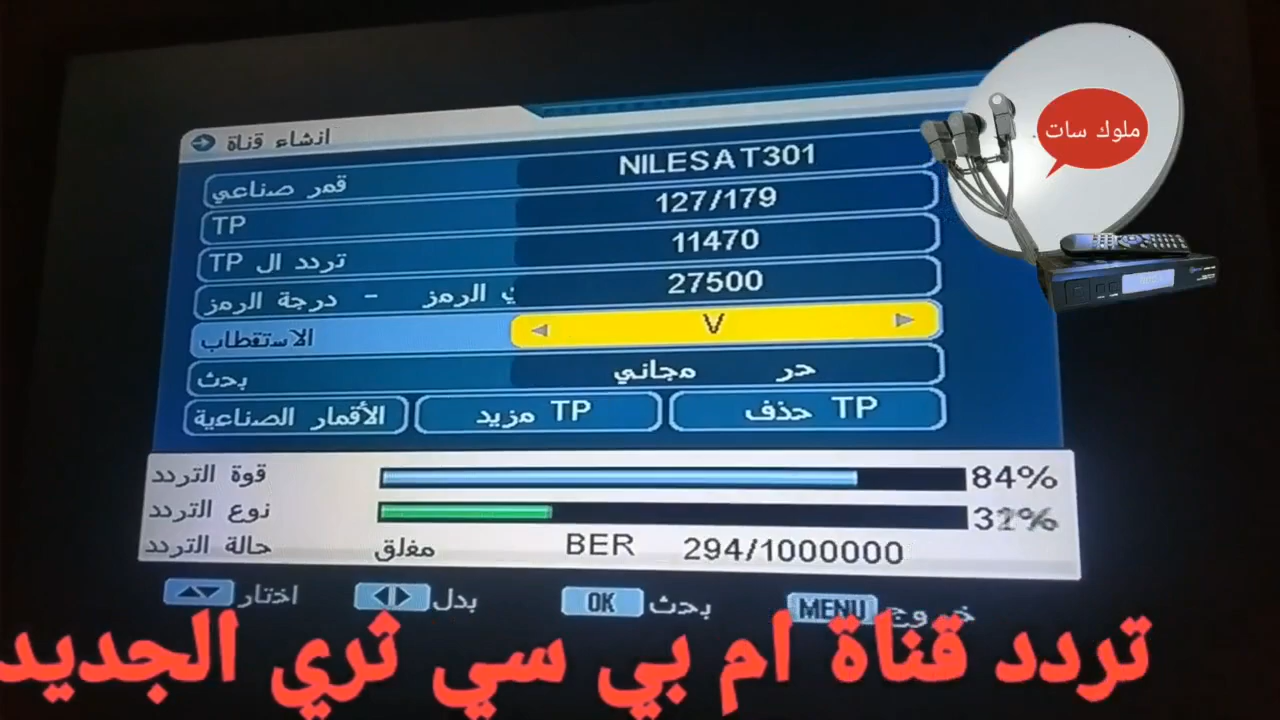 ملوك سات
انشاء قناة
قمر صناعي NILESAT301
TP 127/179
تردد ال TP 11470
درجة الرمز - ي الرمز 27500
الاستقطاب V
بحث حر مجاني
الأقمار الصناعية TP مزيد TP حذف
قوة التردد 84%
نوع التردد
حالة التردد مغلق BER 294/1000000
اختار بدل OK بحث MENU خروج
تردد قناة ام بي سي ثري الجديد